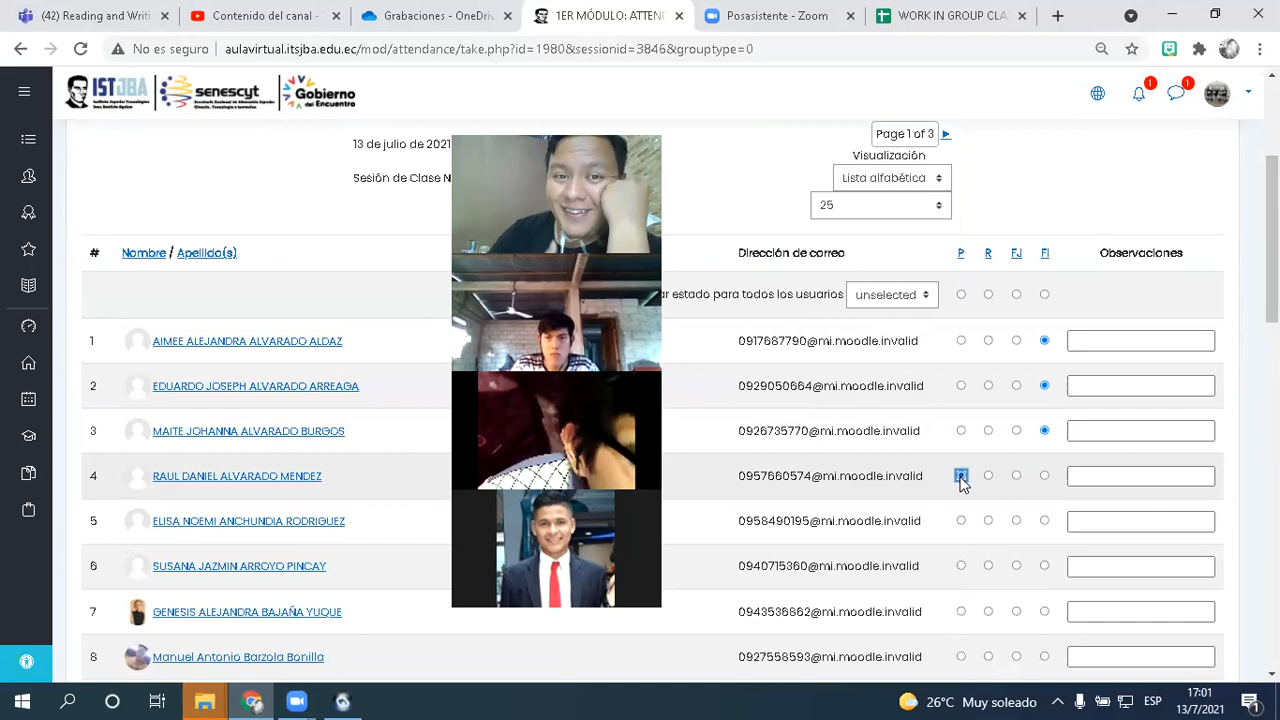 (42)
Grabaciones - OneDriv
1ER MÓDULO: ATTEND
Posasistente - Zoom
WORK IN GROUP CLA
No es seguro
aulavirtual.itsjba.edu.ec/mod/attendance/take.php?id=1980&sessionid=3846&grouptype=0
ISTJBA
senescyt
Gobierno
del Encuentro
1
1
13 de julio de 2021
Page 1 of 3
Visualización
Sesión de Clase N
Lista alfabética
25
# Nombre / Apellido(s) Dirección de correo P R FJ FI Observaciones
ar estado para todos los usuarios unselected
1 AIMEE ALEJANDRA ALVARADO ALDAZ 0917687790@mi.moodle.invalid
2 EDUARDO JOSEPH ALVARADO ARREAGA 0929050664@mi.moodle.invalid
3 MAITE JOHANNA ALVARADO BURGOS 0926735770@mi.moodle.invalid
4 RAUL DANIEL ALVARADO MENDEZ 0957660574@mi.moodle.invalid
5 ELISA NOEMI ANCHUNDIA RODRIGUEZ 0958490195@mi.moodle.invalid
6 SUSANA JAZMIN ARROYO PINCAY 0940715360@mi.moodle.invalid
7 GENESIS ALEJANDRA BAJAÑA YUQUE 0943536862@mi.moodle.invalid
8 Manuel Antonio Barzola Bonilla 0927558593@mi.moodle.invalid
26°C Muy soleado
ESP
17:01
13/7/2021
1